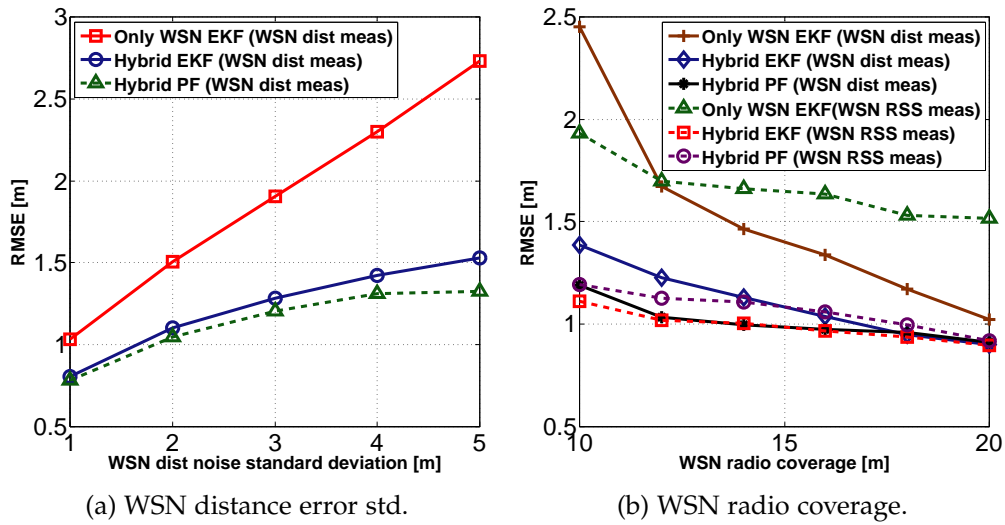 3
2.5
2
1.5
1
0.5
RMSE [m]
Only WSN EKF (WSN dist meas)
Hybrid EKF (WSN dist meas)
Hybrid PF (WSN dist meas)
1 2 3 4 5
WSN dist noise standard deviation [m]
(a) WSN distance error std.
2.5
2
1.5
1
0.5
RMSE [m]
Only WSN EKF (WSN dist meas)
Hybrid EKF (WSN dist meas)
Hybrid PF (WSN dist meas)
Only WSN EKF(WSN RSS meas)
Hybrid EKF (WSN RSS meas)
Hybrid PF (WSN RSS meas)
10 15 20
WSN radio coverage [m]
(b) WSN radio coverage.